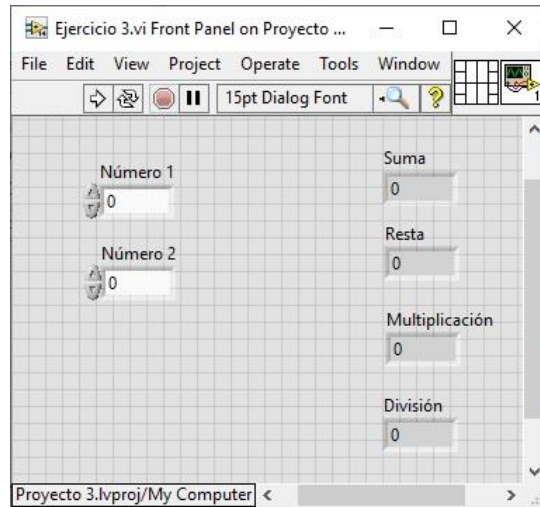 Ejercicio 3.vi Front Panel on Proyecto ...
File Edit View Project Operate Tools Window
15pt Dialog Font
1
Número 1
0
Número 2
0
Suma
0
Resta
0
Multiplicación
0
División
0
Proyecto 3.lvproj/My Computer